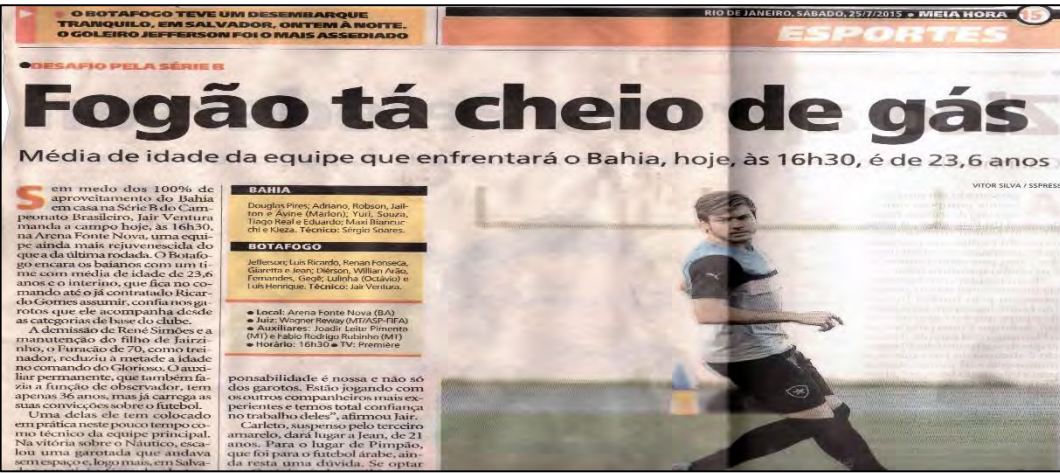 O BOTAFOGO TEVE UM DESEMBARQUE
TRANQUILO, EM SALVADOR, ONTEM À NOITE.
O GOLEIRO JEFFERSON FOI O MAIS ASSEDIADO
RIO DE JANEIRO, SÁBADO, 25/7/2015 • MEIA HORA 15
ESPORTES
•DESAFIO PELA SÉRIE B
Fogão tá cheio de gás
Média de idade da equipe que enfrentará o Bahia, hoje, às 16h30, é de 23,6 anos
VITOR SILVA / SSPRESS
Sem medo dos 100% de
aproveitamento do Bahia
em casa na Série B do Cam-
peonato Brasileiro, Jair Ventura
manda a campo hoje, às 16h30,
na Arena Fonte Nova, uma equi-
pe ainda mais rejuvenescida do
que a da última rodada. O Botafo-
go encara os baianos com um ti-
me com média de idade de 23,6
anos e o interino, que fica no co-
mando até o já contratado Ricar-
do Gomes assumir, confia nos ga-
rotos que ele acompanha desde
as categorias de base do clube.
A demissão de René Simões e a
manutenção do filho de Jairzi-
nho, o Furacão de 70, como trei-
nador, reduziu à metade a idade
no comando do Glorioso. O auxi-
liar permanente, que também fa-
zia a função de observador, tem
apenas 36 anos, mas já carrega as
suas convicções sobre o futebol.
Uma delas ele tem colocado
em prática neste pouco tempo co-
mo técnico da equipe principal.
Na vitória sobre o Náutico, esca-
lou uma garotada que andava
sem espaço e, logo mais, em Salva-
BAHIA
Douglas Pires; Adriano, Robson, Jail-
ton e Ávine (Marlon); Yuri, Souza,
Tiago Real e Eduardo; Maxi Biancuc
chi e Kieza. Técnico: Sérgio Soares.
BOTAFOGO
Jefferson; Luis Ricardo, Renan Fonseca,
Giaretta e Jean; Diérson, Willian Arão,
Fernandes, Gegê; Lulinha (Octávio) e
Luis Henrique. Técnico: Jair Ventura.
• Local: Arena Fonte Nova (BA)
• Juiz: Wagner Reway (MT/ASP-FIFA)
• Auxiliares: Joadir Leite Pimenta
(MT) e Fabio Rodrigo Rubinho (MT)
• Horário: 16h30 • TV: Première
ponsabilidade é nossa e não só
dos garotos. Estão jogando com
os outros companheiros mais ex-
perientes e temos total confiança
no trabalho deles", afirmou Jair.
Carleto, suspenso pelo terceiro
amarelo, dará lugar a Jean, de 21
anos. Para o lugar de Pimpão,
que foi para o futebol árabe, ain-
da resta uma dúvida. Se optar